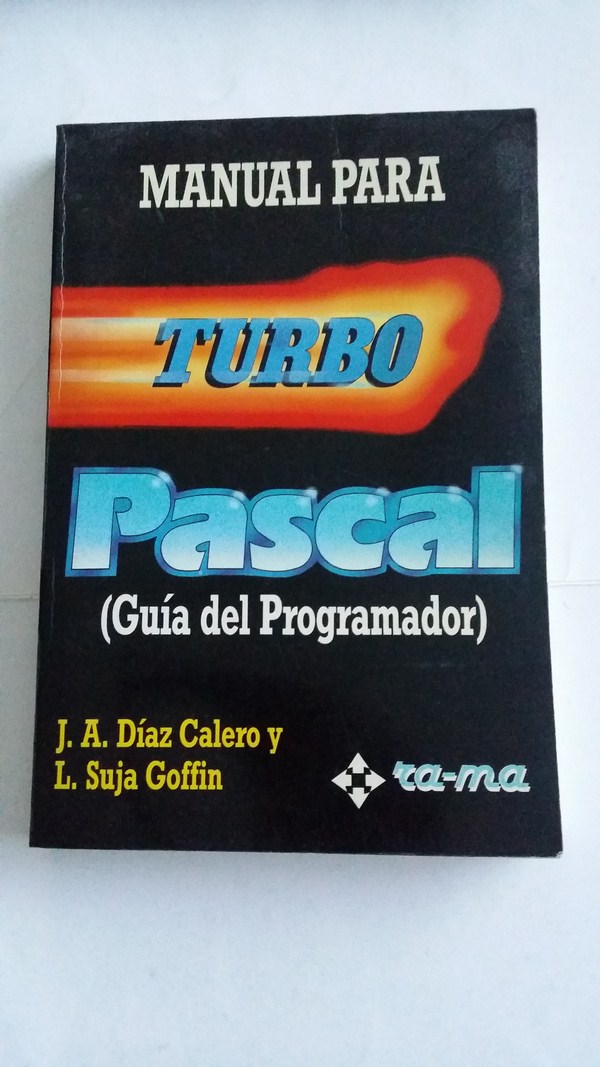 MANUAL PARA
TURBO
Pascal
(Guía del Programador)
J. A. Díaz Calero y
L. Suja Goffin
ra-ma